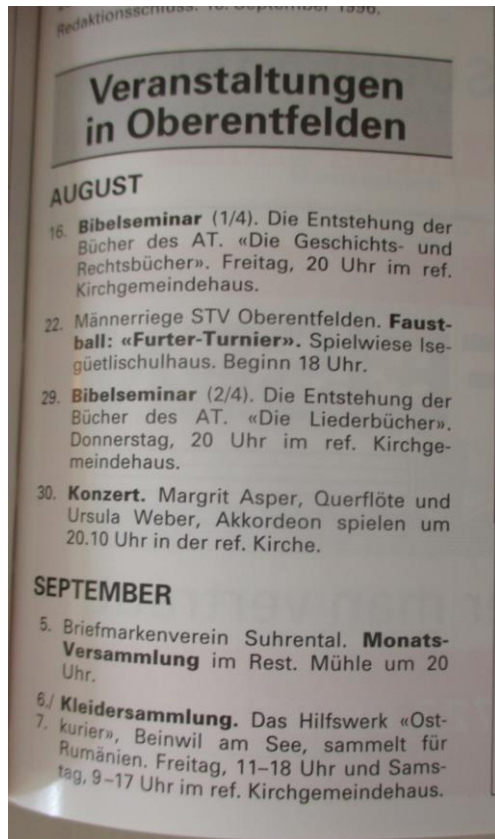 Redaktionsschluss: 16. September 1996.
Veranstaltungen
in Oberentfelden
AUGUST
16. Bibelseminar (1/4). Die Entstehung der
Bücher des AT. «Die Geschichts- und
Rechtsbücher». Freitag, 20 Uhr im ref.
Kirchgemeindehaus.
22. Männerriege STV Oberentfelden. Faust-
ball: «Furter-Turnier». Spielwiese Ise-
güetlischulhaus. Beginn 18 Uhr.
29. Bibelseminar (2/4). Die Entstehung der
Bücher des AT. «Die Liederbücher».
Donnerstag, 20 Uhr im ref. Kirchge-
meindehaus.
30. Konzert. Margrit Asper, Querflöte und
Ursula Weber, Akkordeon spielen um
20.10 Uhr in der ref. Kirche.
SEPTEMBER
5. Briefmarkenverein Suhrental. Monats-
Versammlung im Rest. Mühle um 20
Uhr.
6./ Kleidersammlung. Das Hilfswerk «Ost-
7. kurier», Beinwil am See, sammelt für
Rumänien. Freitag, 11–18 Uhr und Sams-
tag, 9–17 Uhr im ref. Kirchgemeindehaus.